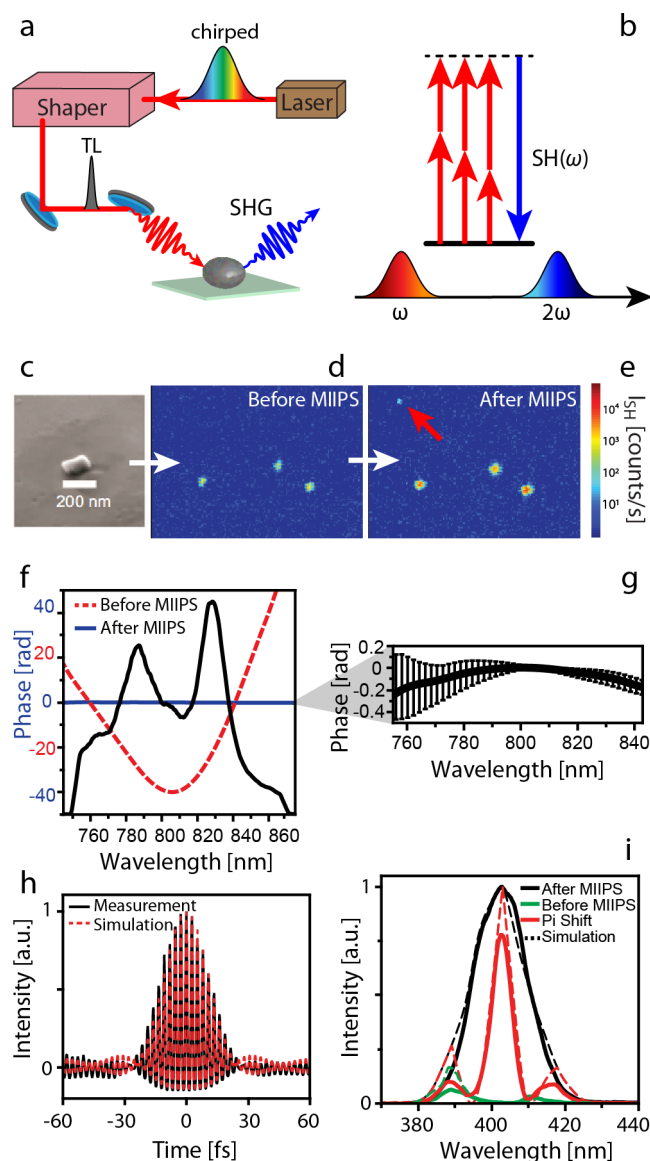 a
chirped
Shaper
Laser
TL
SHG
b
SH(ω)
ω
2ω
c
200 nm
d
Before MIIPS
e
After MIIPS
I_SH [counts/s]
10⁴
10³
10²
10¹
f
Before MIIPS
After MIIPS
Phase [rad]
40
20
0
-20
-40
760 780 800 820 840 860
Wavelength [nm]
g
Phase [rad]
0.2
0
-0.2
-0.4
760 780 800 820 840
Wavelength [nm]
h
Measurement
Simulation
Intensity [a.u.]
1
0
-60 -30 0 30 60
Time [fs]
i
After MIIPS
Before MIIPS
Pi Shift
Simulation
Intensity [a.u.]
1
0
380 400 420 440
Wavelength [nm]